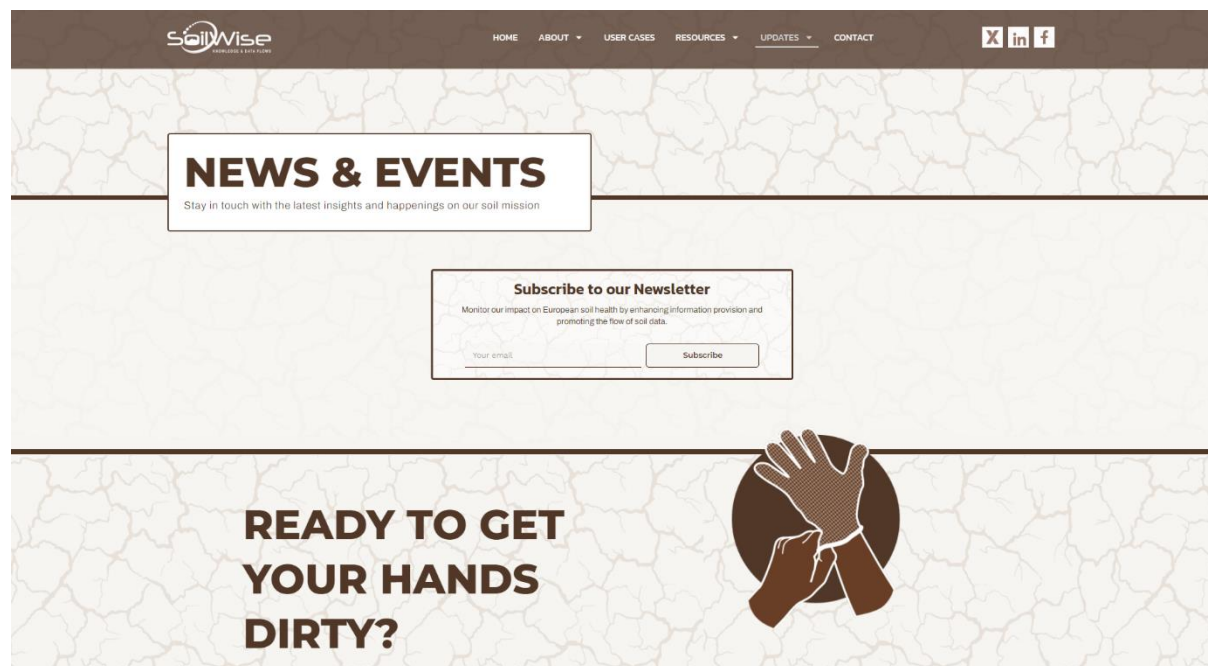 SoilWise
KNOWLEDGE & DATA FLOWS
HOME ABOUT USER CASES RESOURCES UPDATES CONTACT
X in f
NEWS & EVENTS
Stay in touch with the latest insights and happenings on our soil mission
Subscribe to our Newsletter
Monitor our impact on European soil health by enhancing information provision and
promoting the flow of soil data.
Your email Subscribe
READY TO GET
YOUR HANDS
DIRTY?